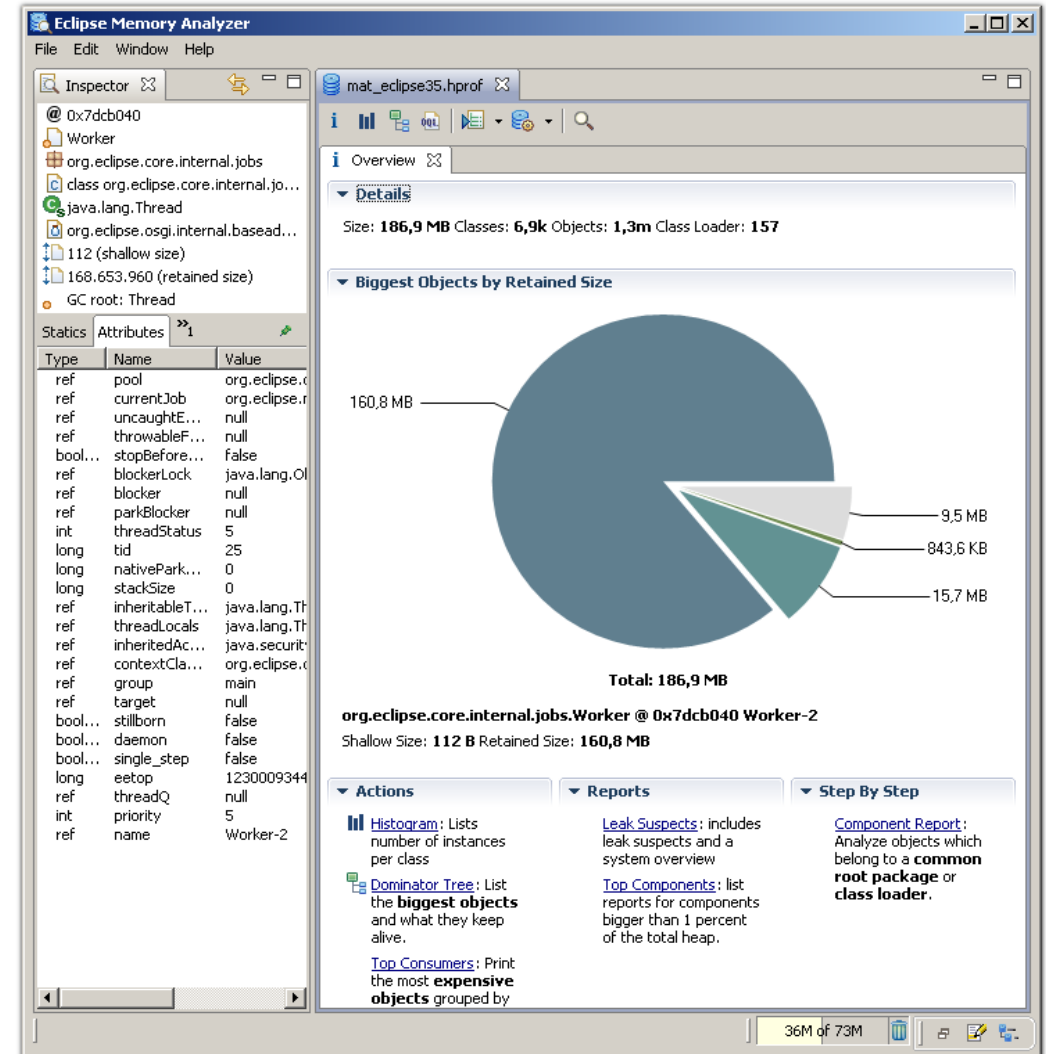 Eclipse Memory Analyzer
File Edit Window Help
Inspector
@ 0x7dcb040
Worker
org.eclipse.core.internal.jobs
class org.eclipse.core.internal.jo...
java.lang.Thread
org.eclipse.osgi.internal.basead...
112 (shallow size)
168.653.960 (retained size)
GC root: Thread
Statics Attributes »1
Type Name Value
ref pool org.eclipse.c
ref currentJob org.eclipse.r
ref uncaughtE... null
ref throwableF... null
bool... stopBefore... false
ref blockerLock java.lang.Ol
ref blocker null
ref parkBlocker null
int threadStatus 5
long tid 25
long nativePark... 0
long stackSize 0
ref inheritableT... java.lang.Th
ref threadLocals java.lang.Th
ref inheritedAc... java.securit
ref contextCla... org.eclipse.c
ref group main
ref target null
bool... stillborn false
bool... daemon false
bool... single_step false
long eetop 1230009344
ref threadQ null
int priority 5
ref name Worker-2
mat_eclipse35.hprof
i OQL
i Overview
Details
Size: 186,9 MB Classes: 6,9k Objects: 1,3m Class Loader: 157
Biggest Objects by Retained Size
160,8 MB
9,5 MB
843,6 KB
15,7 MB
Total: 186,9 MB
org.eclipse.core.internal.jobs.Worker @ 0x7dcb040 Worker-2
Shallow Size: 112 B Retained Size: 160,8 MB
Actions
Histogram: Lists
number of instances
per class
Dominator Tree: List
the biggest objects
and what they keep
alive.
Top Consumers: Print
the most expensive
objects grouped by
Reports
Leak Suspects: includes
leak suspects and a
system overview
Top Components: list
reports for components
bigger than 1 percent
of the total heap.
Step By Step
Component Report:
Analyze objects which
belong to a common
root package or
class loader.
36M of 73M